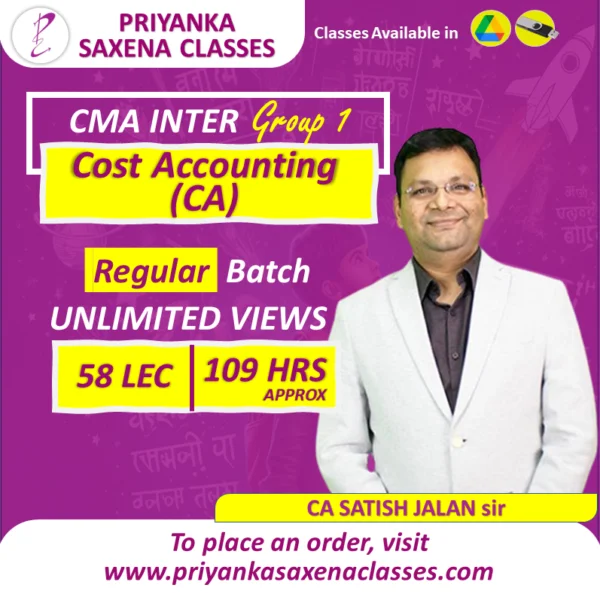 PRIYANKA
SAXENA CLASSES
Classes Available in
CMA INTER Group 1
Cost Accounting
(CA)
Regular Batch
UNLIMITED VIEWS
58 LEC
109 HRS
APPROX
CA SATISH JALAN sir
To place an order, visit
www.priyankasaxenaclasses.com